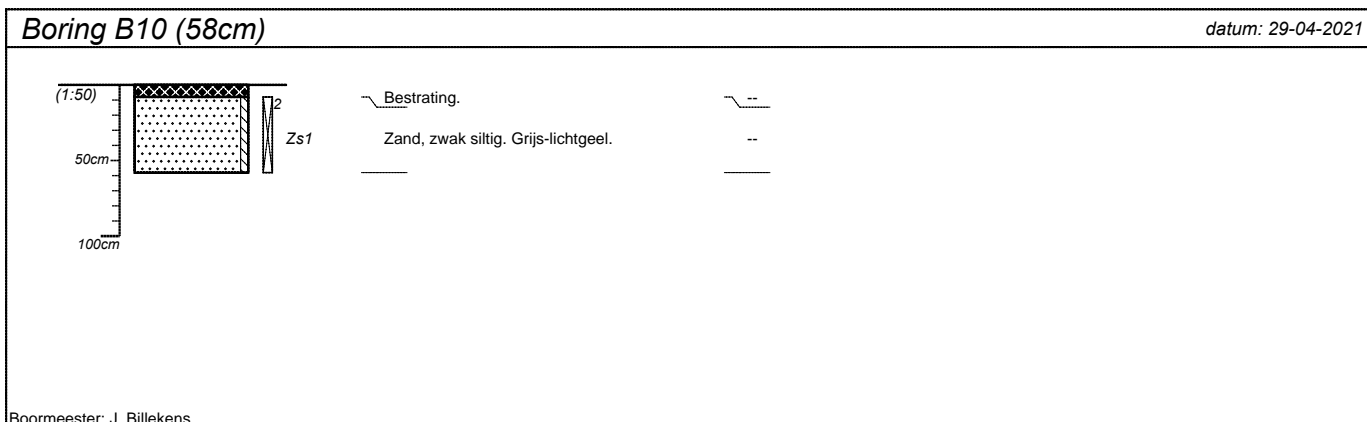 Boring B10 (58cm)
datum: 29-04-2021
(1:50)
2
Bestrating.
--
Zs1
Zand, zwak siltig. Grijs-lichtgeel.
--
50cm
100cm
Boormeester: J. Billekens